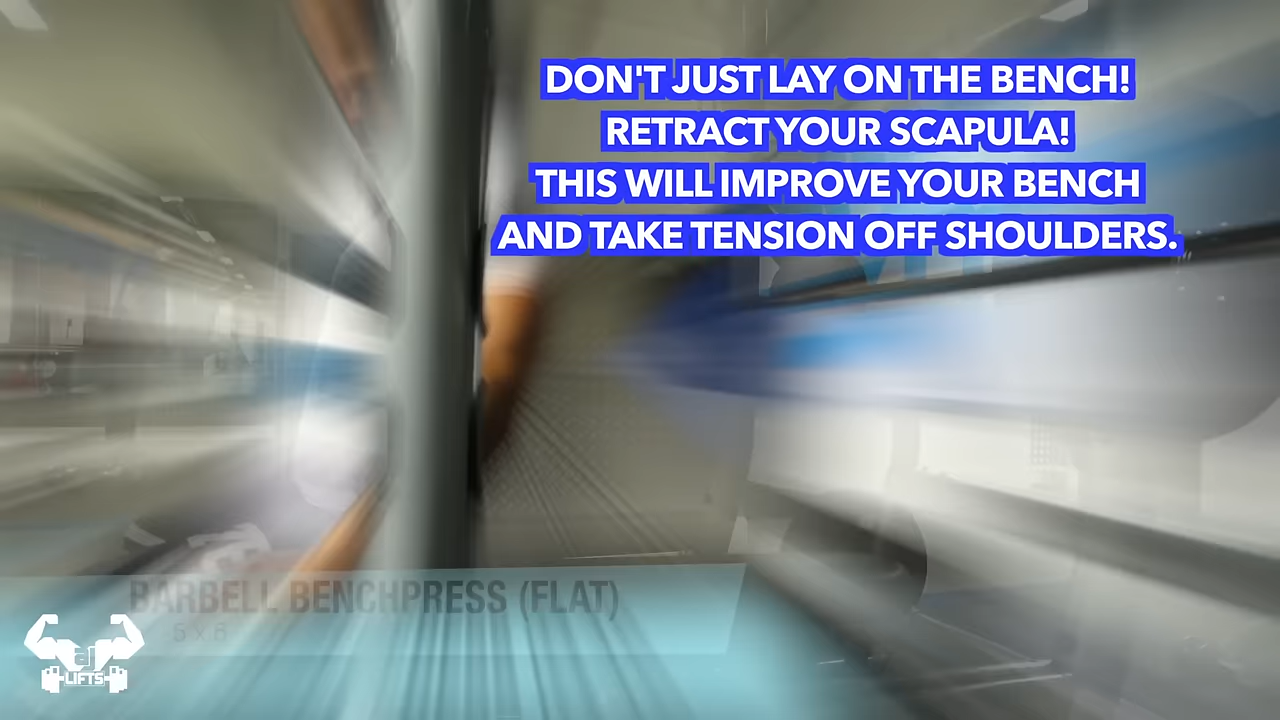 DON'T JUST LAY ON THE BENCH!
RETRACT YOUR SCAPULA!
THIS WILL IMPROVE YOUR BENCH
AND TAKE TENSION OFF SHOULDERS.
BARBELL BENCHPRESS (FLAT)
5 x 6
LIFTS